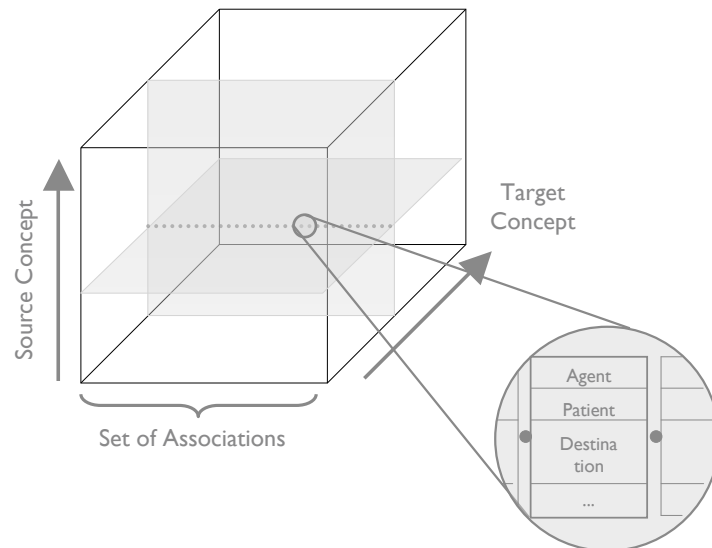 Source Concept
Target
Concept
Set of Associations
Agent
Patient
Destina
tion
...